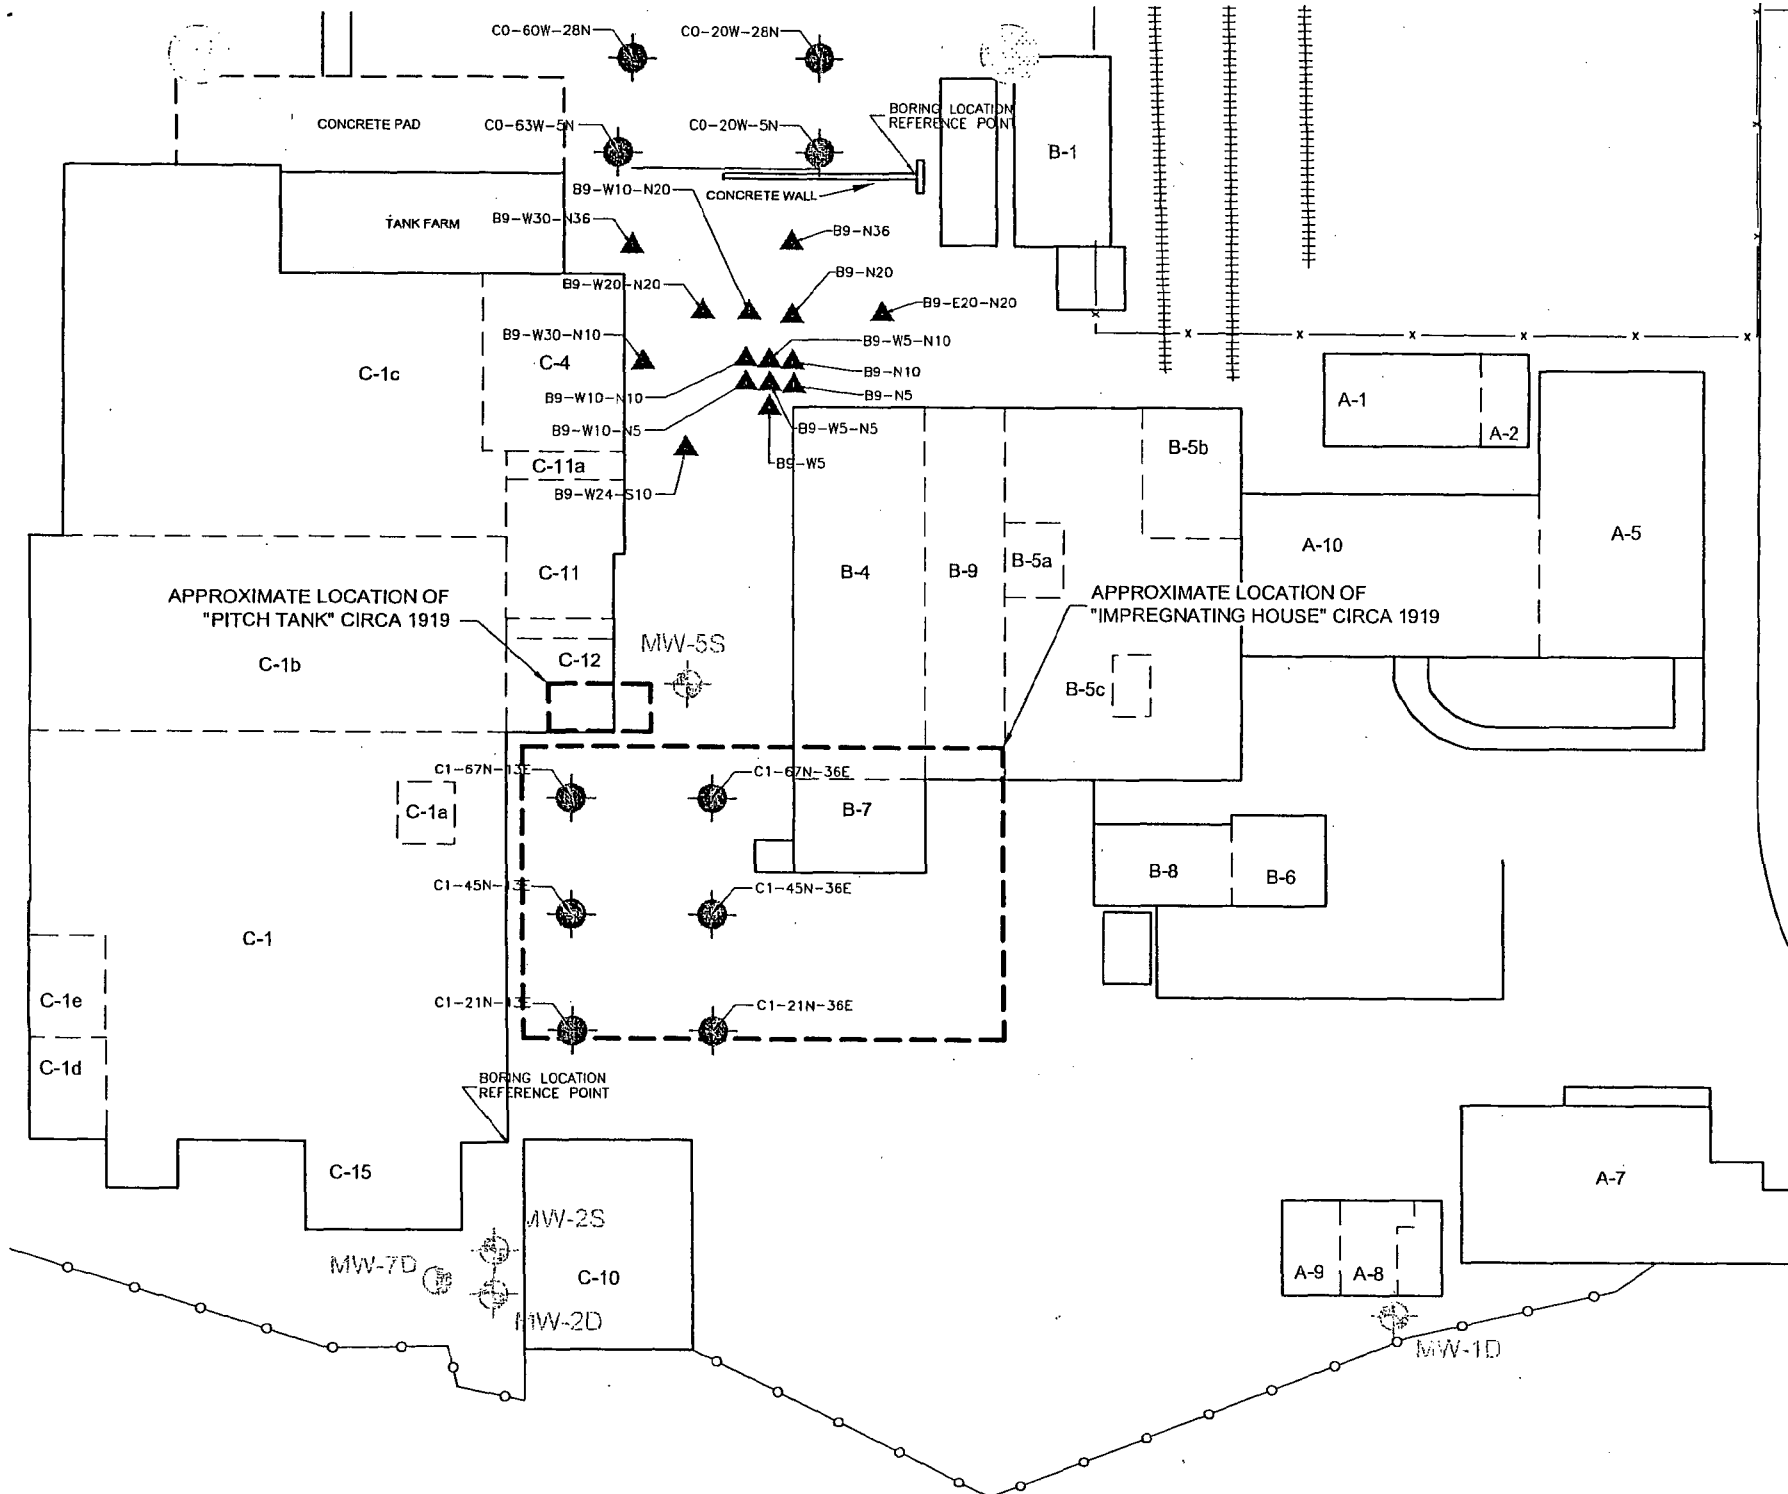 C0-60W-28N
C0-20W-28N
BORING LOCATION
REFERENCE POINT
CONCRETE PAD
C0-63W-5N
C0-20W-5N
B-1
B9-W10-N20
CONCRETE WALL
TANK FARM
B9-W30-N36
B9-N36
B9-W20-N20
B9-N20
B9-E20-N20
B9-W30-N10
B9-W5-N10
C-1c
C-4
B9-N10
B9-W10-N10
B9-N5
A-1
A-2
B9-W10-N5
B9-W5-N5
B-5b
C-11a
B9-W5
B9-W24-S10
A-5
A-10
C-11
B-4
B-9
B-5a
APPROXIMATE LOCATION OF
"PITCH TANK" CIRCA 1919
APPROXIMATE LOCATION OF
"IMPREGNATING HOUSE" CIRCA 1919
C-1b
C-12
MW-5S
B-5c
C1-67N-13E
C1-67N-36E
C-1a
B-7
B-8
B-6
C1-45N-13E
C1-45N-36E
C-1
C-1e
C1-21N-13E
C1-21N-36E
C-1d
BORING LOCATION
REFERENCE POINT
C-15
A-7
MW-2S
MW-7D
C-10
A-9
A-8
MW-2D
MW-1D